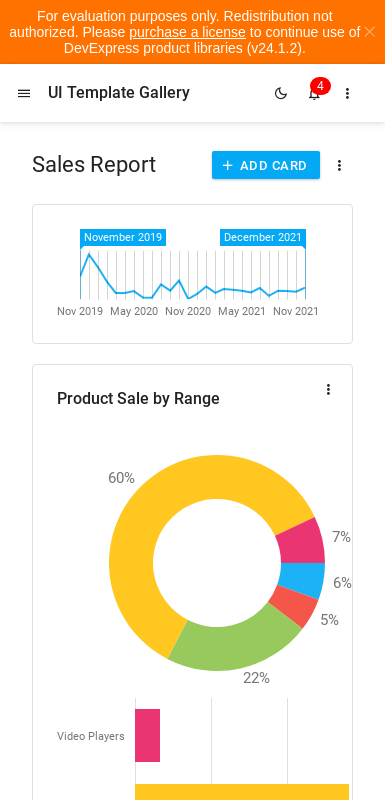 For evaluation purposes only. Redistribution not
authorized. Please purchase a license to continue use of
DevExpress product libraries (v24.1.2).
UI Template Gallery
4
Sales Report
ADD CARD
November 2019
December 2021
Nov 2019 May 2020 Nov 2020 May 2021 Nov 2021
Product Sale by Range
60%
7%
6%
5%
22%
Video Players